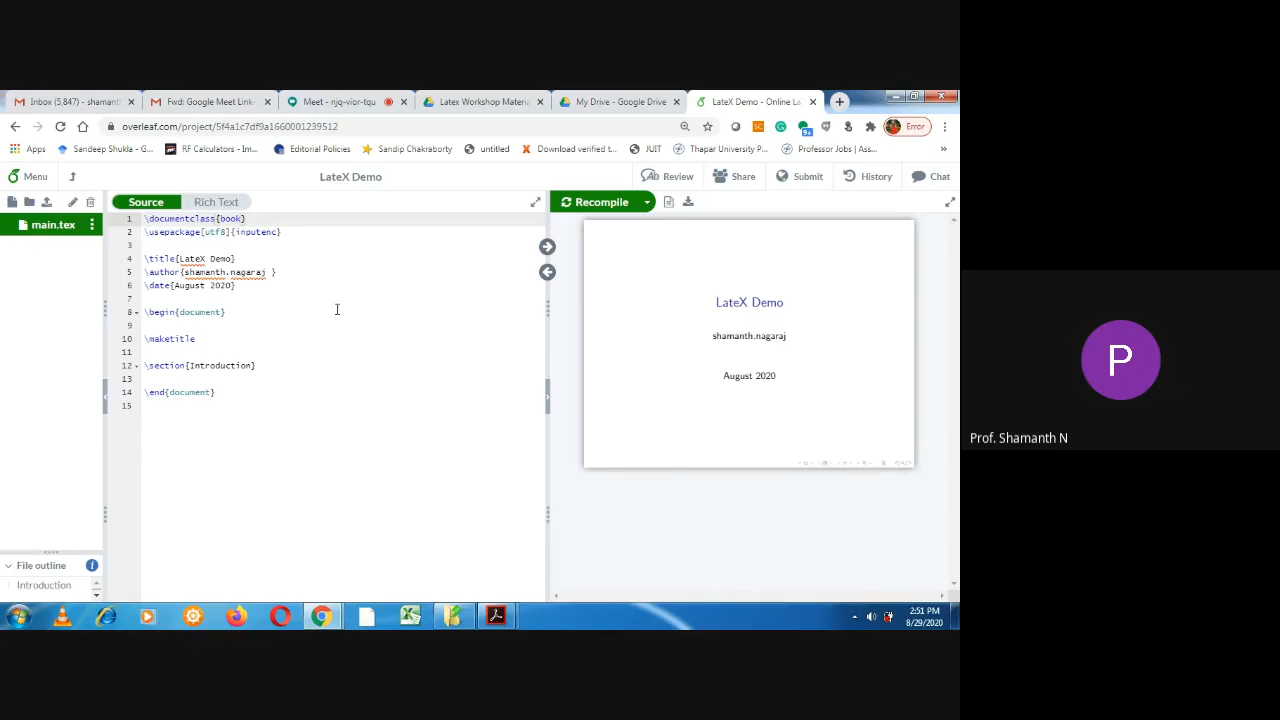 Inbox (5,847) - shamant
Fwd: Google Meet Link-
Meet - njq-vior-tgu
Latex Workshop Materia
My Drive - Google Drive
LateX Demo - Online La
overleaf.com/project/5f4a1c7df9a1660001239512
Error
Apps
Sandeep Shukla - G...
RF Calculators - Im...
Editorial Policies
Sandip Chakraborty
untitled
Download verified t...
JUIT
Thapar University P...
Professor Jobs | Ass...
Menu
LateX Demo
Review
Share
Submit
History
Chat
Source
Rich Text
Recompile
main.tex
1 \documentclass{book}
2 \usepackage[utf8]{inputenc}
3
4 \title{LateX Demo}
5 \author{shamanth.nagaraj }
6 \date{August 2020}
7
8 \begin{document}
9
10 \maketitle
11
12 \section{Introduction}
13
14 \end{document}
15
LateX Demo
shamanth.nagaraj
August 2020
P
Prof. Shamanth N
File outline
Introduction
2:51 PM
8/29/2020